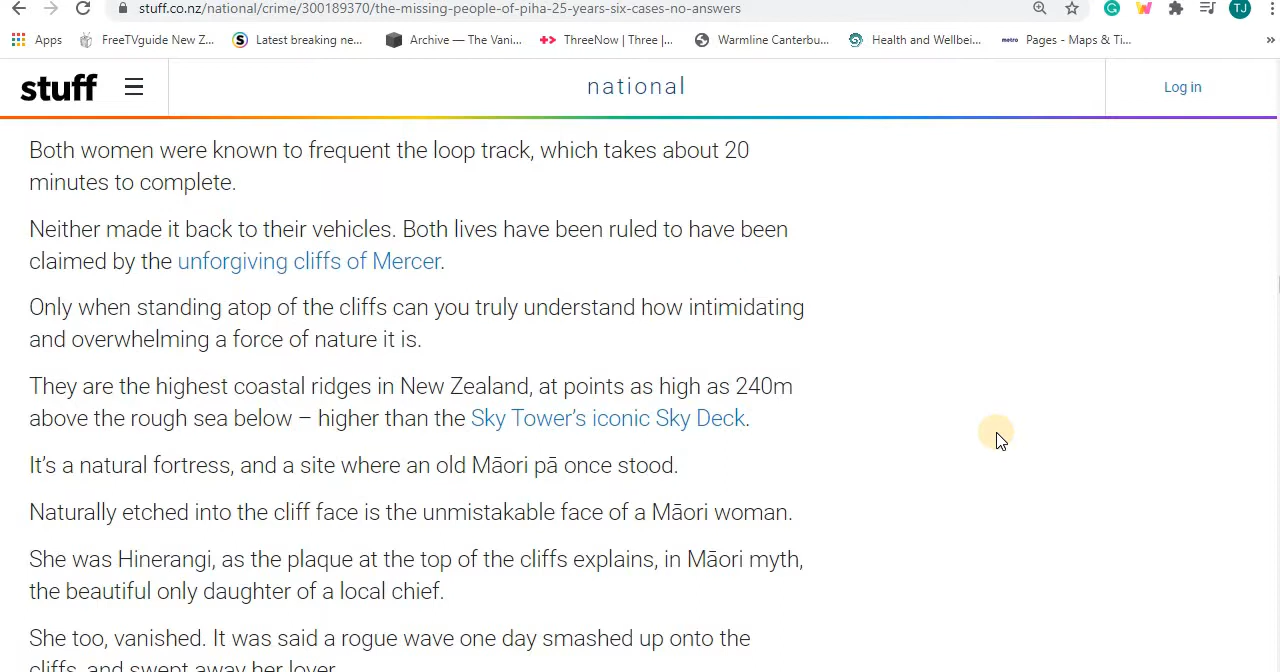 stuff.co.nz/national/crime/300189370/the-missing-people-of-piha-25-years-six-cases-no-answers
TJ
Apps FreeTVguide New Z... Latest breaking ne... Archive — The Vani... ThreeNow | Three |... Warmline Canterbu... Health and Wellbei... metro Pages - Maps & Ti... »
stuff national Log in
Both women were known to frequent the loop track, which takes about 20
minutes to complete.
Neither made it back to their vehicles. Both lives have been ruled to have been
claimed by the unforgiving cliffs of Mercer.
Only when standing atop of the cliffs can you truly understand how intimidating
and overwhelming a force of nature it is.
They are the highest coastal ridges in New Zealand, at points as high as 240m
above the rough sea below – higher than the Sky Tower’s iconic Sky Deck.
It’s a natural fortress, and a site where an old Māori pā once stood.
Naturally etched into the cliff face is the unmistakable face of a Māori woman.
She was Hinerangi, as the plaque at the top of the cliffs explains, in Māori myth,
the beautiful only daughter of a local chief.
She too, vanished. It was said a rogue wave one day smashed up onto the
cliffs, and swept away her lover